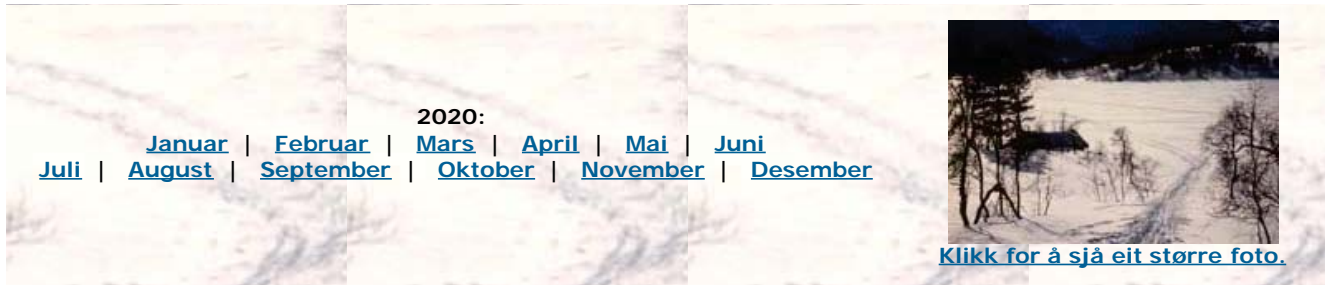 2020:
Januar | Februar | Mars | April | Mai | Juni
Juli | August | September | Oktober | November | Desember
Klikk for å sjå eit større foto.